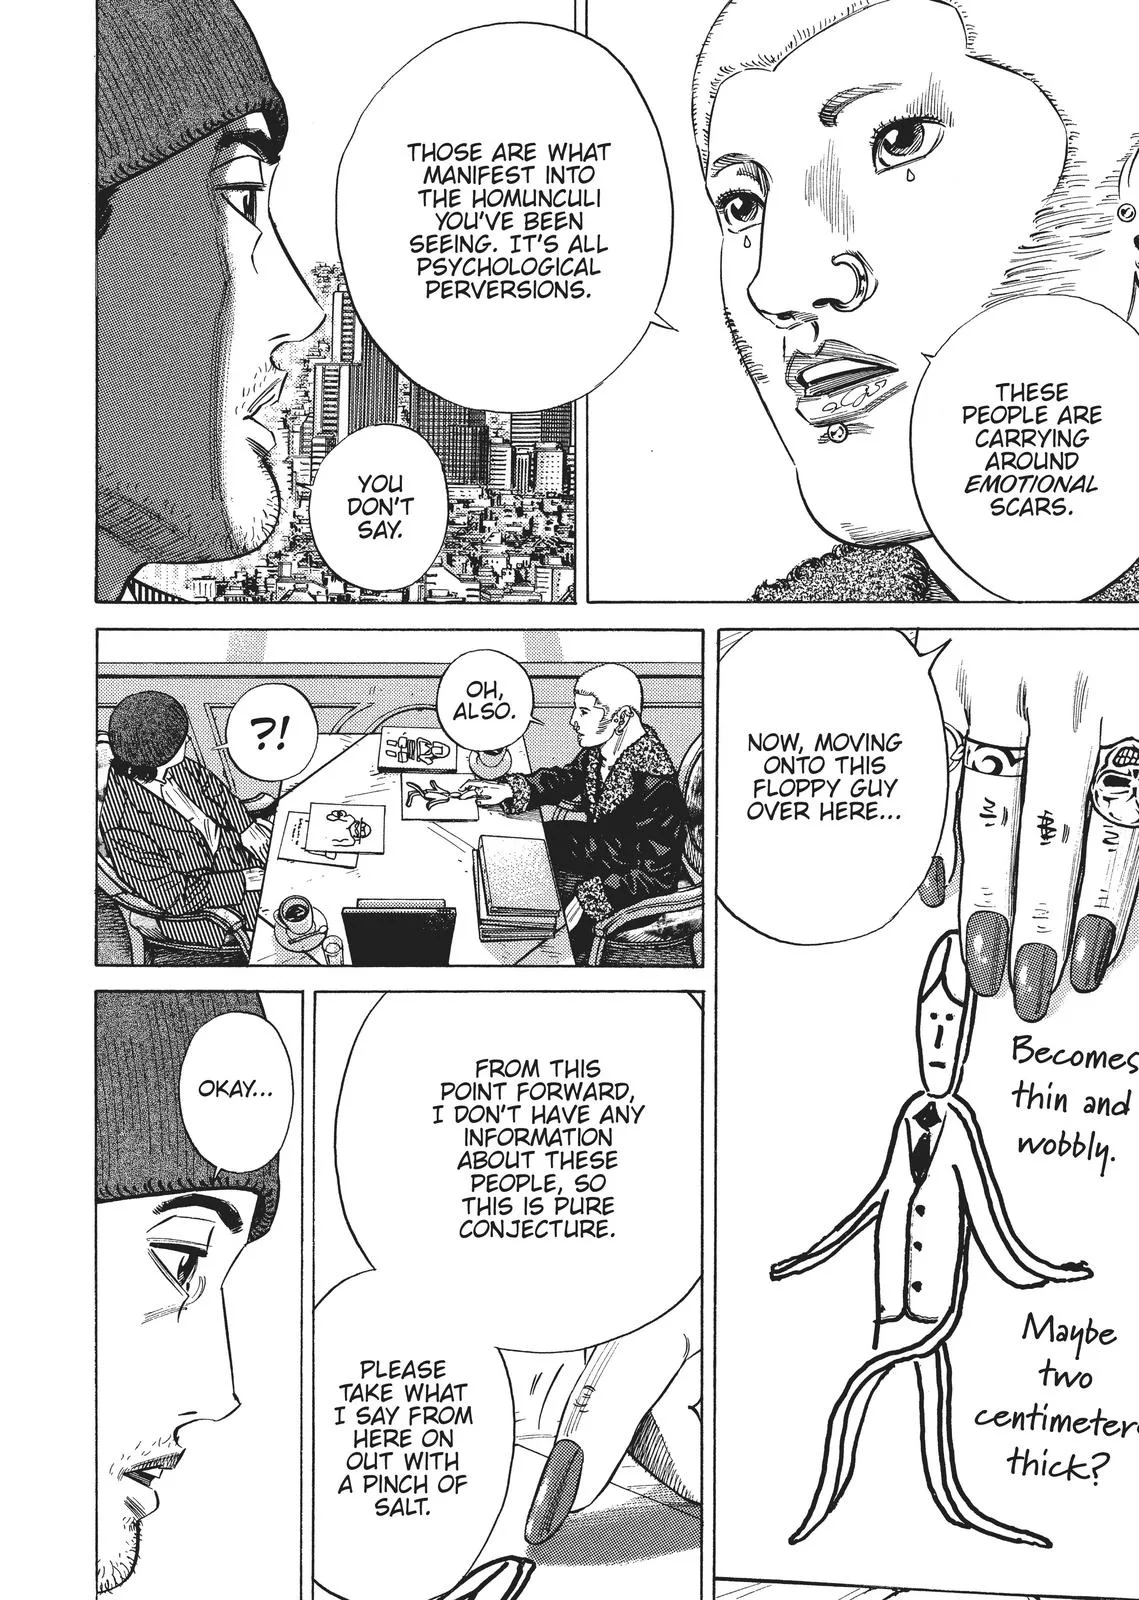 THESE
PEOPLE ARE
CARRYING
AROUND
EMOTIONAL
SCARS.
THOSE ARE WHAT
MANIFEST INTO
THE HOMUNCULI
YOU'VE BEEN
SEEING. IT'S ALL
PSYCHOLOGICAL
PERVERSIONS.
YOU
DON'T
SAY.
NOW, MOVING
ONTO THIS
FLOPPY GUY
OVER HERE...
Becomes
thin and
wobbly.
Maybe
two
centimeter
thick?
OH,
ALSO.
?!
FROM THIS
POINT FORWARD,
I DON'T HAVE ANY
INFORMATION
ABOUT THESE
PEOPLE, SO
THIS IS PURE
CONJECTURE.
PLEASE
TAKE WHAT
I SAY FROM
HERE ON
OUT WITH
A PINCH OF
SALT.
OKAY...